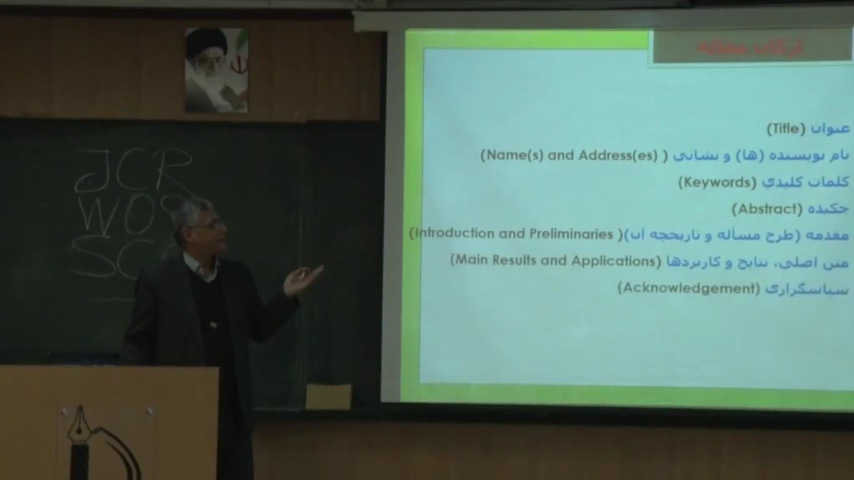 ارکان مقاله
عنوان (Title)
نام نویسنده (ها) و نشانی ( (Name(s) and Address(es)
کلمات کلیدی (Keywords)
چکیده (Abstract)
مقدمه (طرح مسأله و تاریخچه آن)( Introduction and Preliminaries)
متن اصلی، نتایج و کاربردها (Main Results and Applications)
سپاسگزاری (Acknowledgement)
JCR
WOS